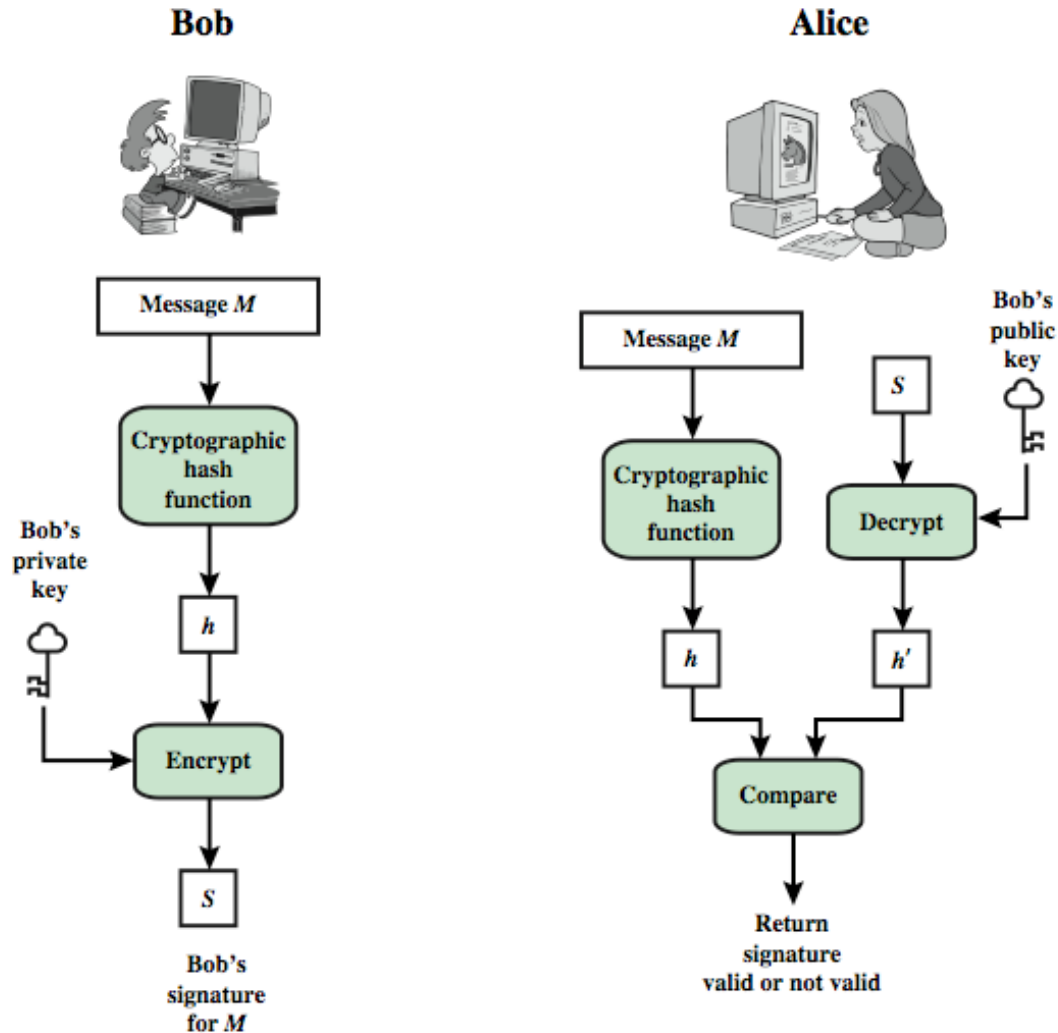 Bob
Message M
Cryptographic
hash
function
Bob's
private
key
h
Encrypt
S
Bob's
signature
for M
Alice
Message M
Bob's
public
key
S
Cryptographic
hash
function
Decrypt
h
h′
Compare
Return
signature
valid or not valid